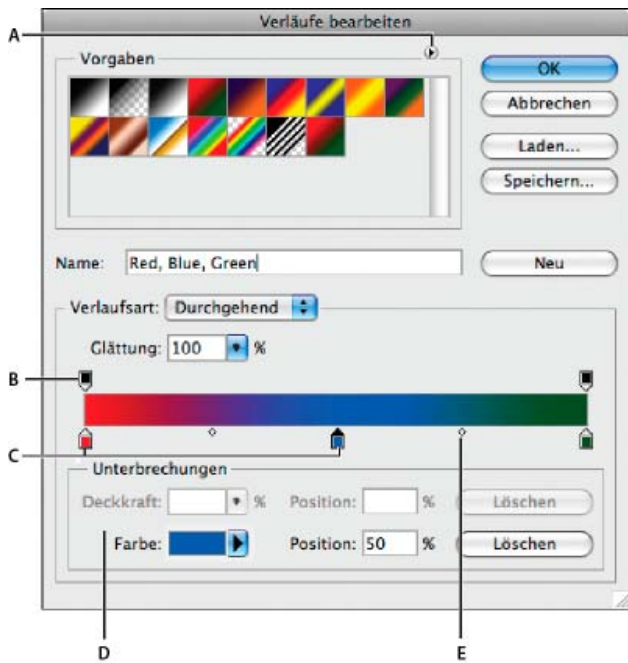 Verläufe bearbeiten
A
Vorgaben
OK
Abbrechen
Laden...
Speichern...
Name: Red, Blue, Green
Neu
Verlaufsart: Durchgehend
Glättung: 100 %
B
C
Unterbrechungen
Deckkraft: % Position: % Löschen
Farbe: Position: 50 % Löschen
D E